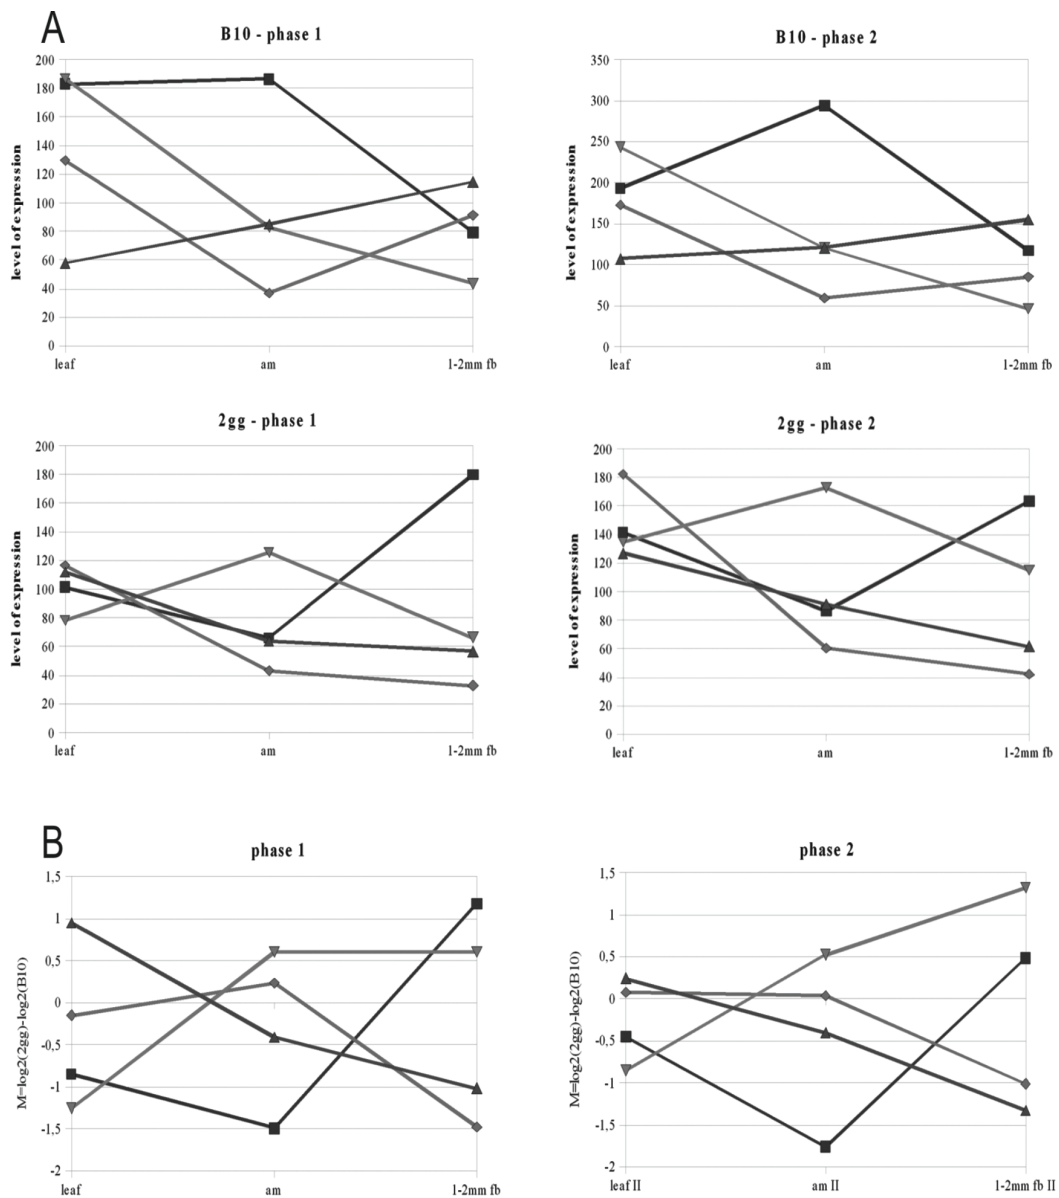 A
B10 - phase 1
200
180
160
140
120
100
80
60
40
20
0
level of expression
leaf am 1-2mm fb
B10 - phase 2
350
300
250
200
150
100
50
0
level of expression
leaf am 1-2mm fb
2gg - phase 1
200
180
160
140
120
100
80
60
40
20
0
level of expression
leaf am 1-2mm fb
2gg - phase 2
200
180
160
140
120
100
80
60
40
20
0
level of expression
leaf am 1-2mm fb
B
phase 1
1,5
1
0,5
0
-0,5
-1
-1,5
-2
M=log2(2gg)-log2(B10)
leaf am 1-2mm fb
phase 2
1,5
1
0,5
0
-0,5
-1
-1,5
-2
M=log2(2gg)-log2(B10)
leaf II am II 1-2mm fb II